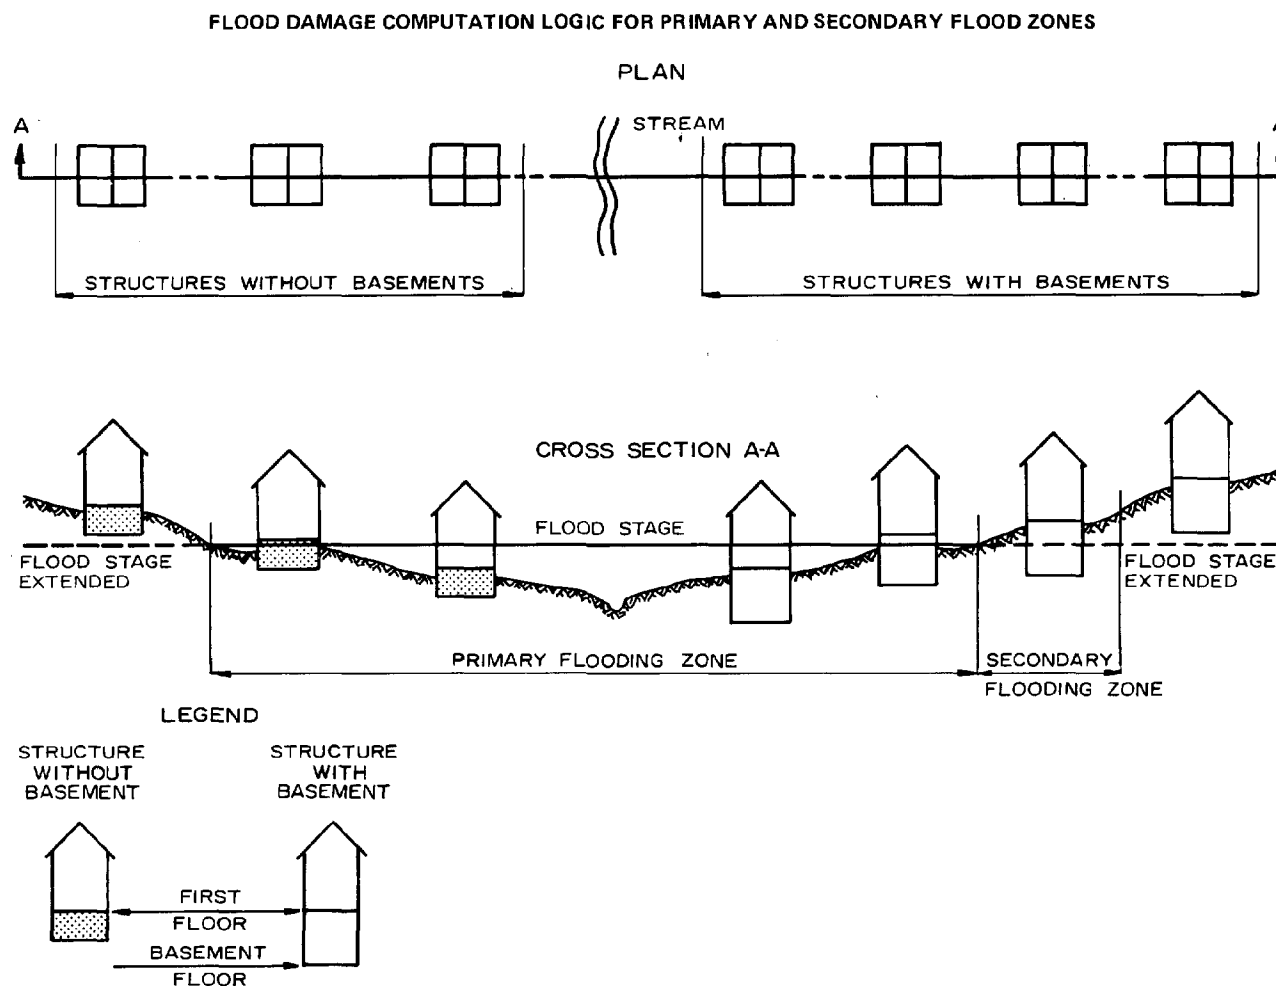 FLOOD DAMAGE COMPUTATION LOGIC FOR PRIMARY AND SECONDARY FLOOD ZONES
PLAN
A
STREAM
STRUCTURES WITHOUT BASEMENTS
STRUCTURES WITH BASEMENTS
CROSS SECTION A-A
FLOOD STAGE
FLOOD STAGE
EXTENDED
FLOOD STAGE
EXTENDED
PRIMARY FLOODING ZONE
SECONDARY
FLOODING ZONE
LEGEND
STRUCTURE
WITHOUT
BASEMENT
STRUCTURE
WITH
BASEMENT
FIRST
FLOOR
BASEMENT
FLOOR